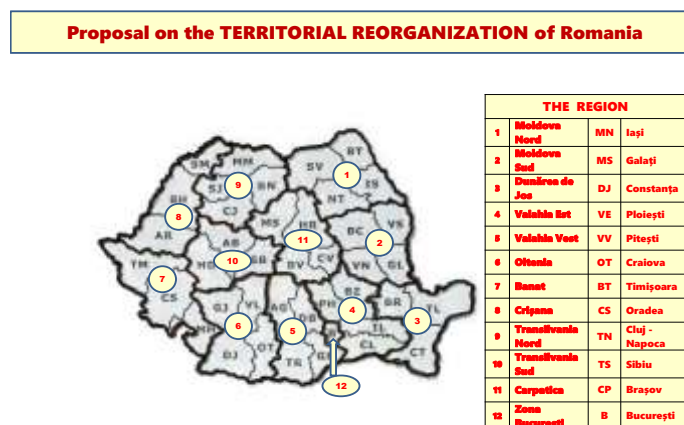 Proposal on the TERRITORIAL REORGANIZATION of Romania
THE REGION
1 Moldova Nord MN Iași
2 Moldova Sud MS Galați
3 Dunărea de Jos DJ Constanța
4 Valahia Est VE Ploiești
5 Valahia Vest VV Pitești
6 Oltenia OT Craiova
7 Banat BT Timișoara
8 Crișana CS Oradea
9 Transilvania Nord TN Cluj - Napoca
10 Transilvania Sud TS Sibiu
11 Carpatica CP Brașov
12 Zona București B București
SM MM BT
SV
SJ BN 1 IS
9
BH CJ NT
8 MS HR
AR AB 11 BC VS
2
TM HD 10 SB BV CV VN GL
7
CS GJ VL AG PH BZ BR TL
4
MH 6 DB 3
5 IL
DJ OT TR CL CT
12